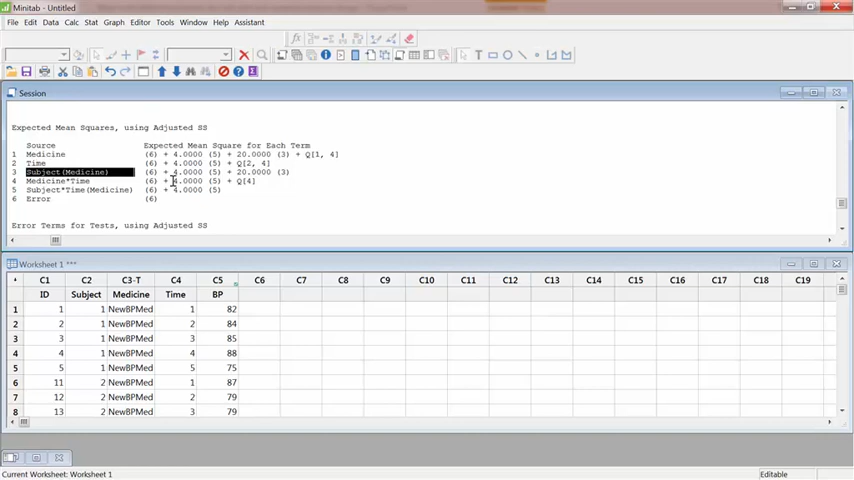 Minitab - Untitled
File Edit Data Calc Stat Graph Editor Tools Window Help Assistant
Session
Expected Mean Squares, using Adjusted SS
Source Expected Mean Square for Each Term
1 Medicine (6) + 4.0000 (5) + 20.0000 (3) + Q[1, 4]
2 Time (6) + 4.0000 (5) + Q[2, 4]
3 Subject(Medicine) (6) + 4.0000 (5) + 20.0000 (3)
4 Medicine*Time (6) + 4.0000 (5) + Q[4]
5 Subject*Time(Medicine) (6) + 4.0000 (5)
6 Error (6)
Error Terms for Tests, using Adjusted SS
Worksheet 1 ***
C1 C2 C3-T C4 C5 C6 C7 C8 C9 C10 C11 C12 C13 C14 C15 C16 C17 C18 C19
ID Subject Medicine Time BP
1 1 1 NewBPMed 1 82
2 2 1 NewBPMed 2 84
3 3 1 NewBPMed 3 85
4 4 1 NewBPMed 4 88
5 5 1 NewBPMed 5 75
6 11 2 NewBPMed 1 87
7 12 2 NewBPMed 2 79
8 13 2 NewBPMed 3 79
Current Worksheet: Worksheet 1 Editable